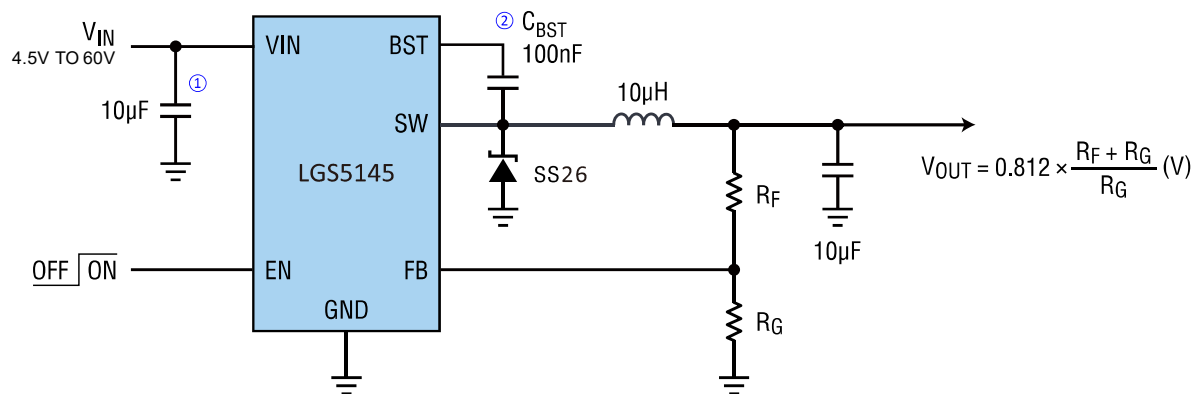 VIN
4.5V TO 60V
①
10µF
VIN
BST
② CBST
100nF
SW
10µH
LGS5145
SS26
RF
VOUT = 0.812 × (RF + RG)/RG (V)
10µF
OFF ON
EN
FB
GND
RG